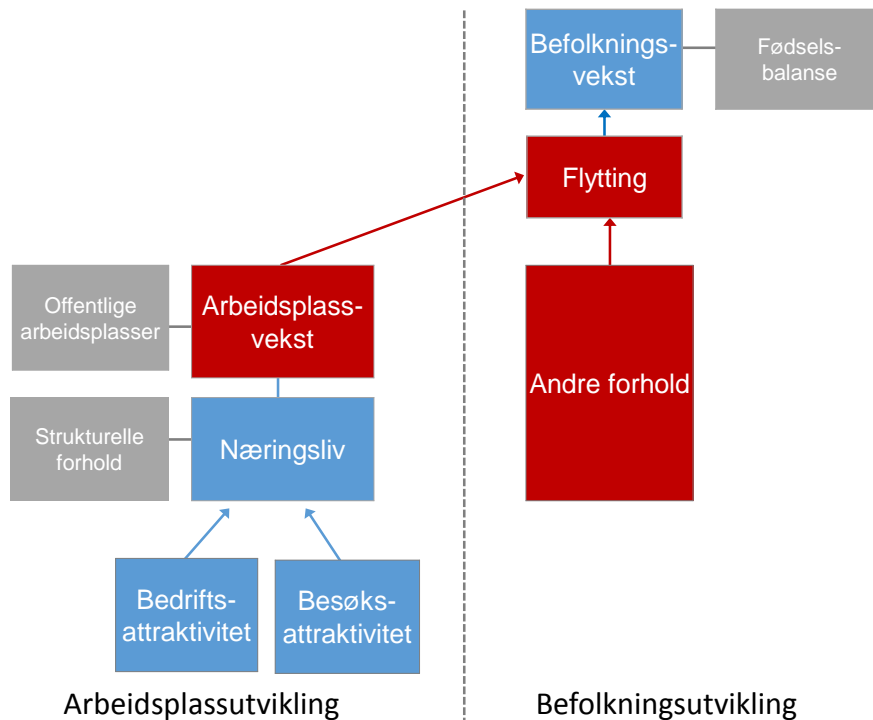 Befolknings-
vekst
Fødsels-
balanse
Flytting
Offentlige
arbeidsplasser
Arbeidsplass-
vekst
Andre forhold
Strukturelle
forhold
Næringsliv
Bedrifts-
attraktivitet
Besøks-
attraktivitet
Arbeidsplassutvikling
Befolkningsutvikling